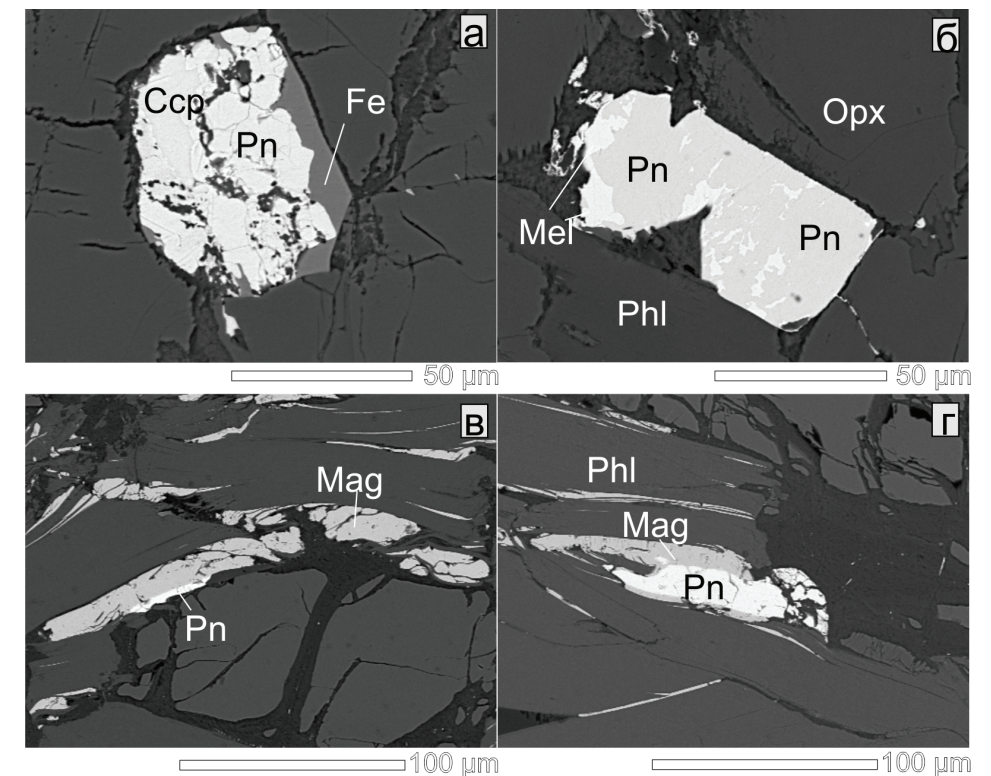 а
Ccp
Fe
Pn
50 µm
б
Opx
Pn
Pn
Mel
Phl
50 µm
в
Mag
Pn
100 µm
г
Phl
Mag
Pn
100 µm